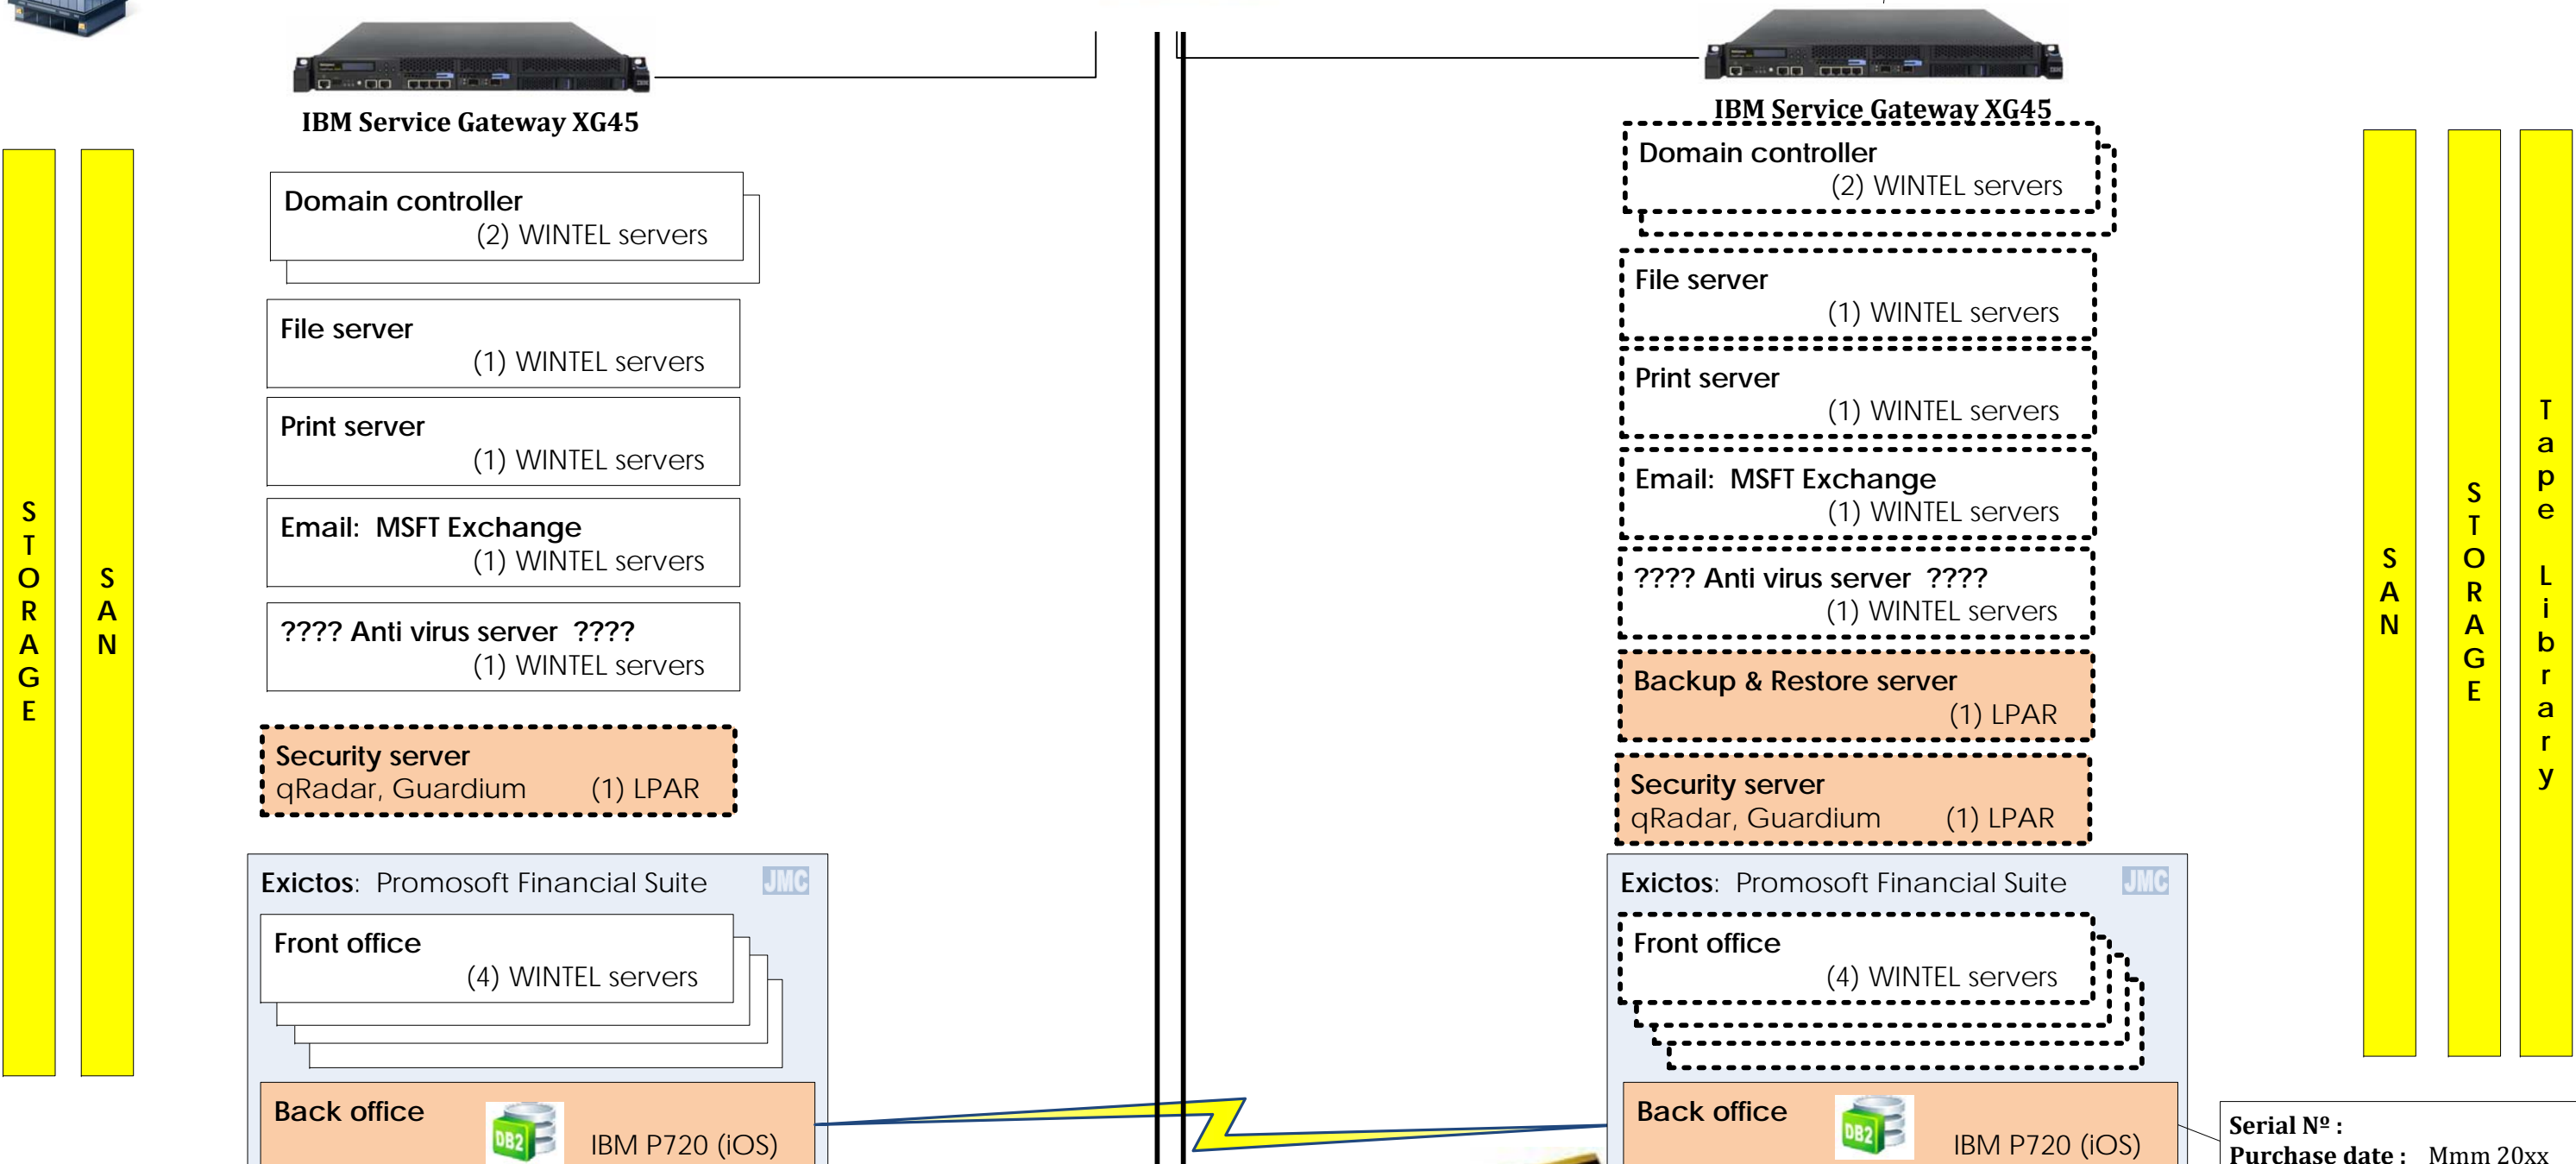 IBM Service Gateway XG45
Domain controller
(2) WINTEL servers
File server
(1) WINTEL servers
Print server
(1) WINTEL servers
Email:  MSFT Exchange
(1) WINTEL servers
???? Anti virus server  ????
(1) WINTEL servers
Security server
qRadar, Guardium (1) LPAR
Exictos:  Promosoft Financial Suite JMC
Front office
(4) WINTEL servers
Back office
DB2
IBM P720 (iOS)
STORAGE
SAN
IBM Service Gateway XG45
Domain controller
(2) WINTEL servers
File server
(1) WINTEL servers
Print server
(1) WINTEL servers
Email:  MSFT Exchange
(1) WINTEL servers
???? Anti virus server  ????
(1) WINTEL servers
Backup & Restore server
(1) LPAR
Security server
qRadar, Guardium (1) LPAR
Exictos:  Promosoft Financial Suite JMC
Front office
(4) WINTEL servers
Back office
DB2
IBM P720 (iOS)
SAN
STORAGE
Tape Library
Serial Nº :
Purchase date :  Mmm 20xx